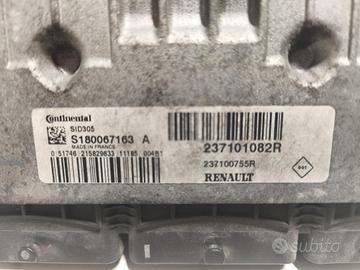 Continental
SID305
S180067163 A
MADE IN FRANCE
237101082R
0 51746 215829633 11185 004B1
237100755R
RENAULT
subito